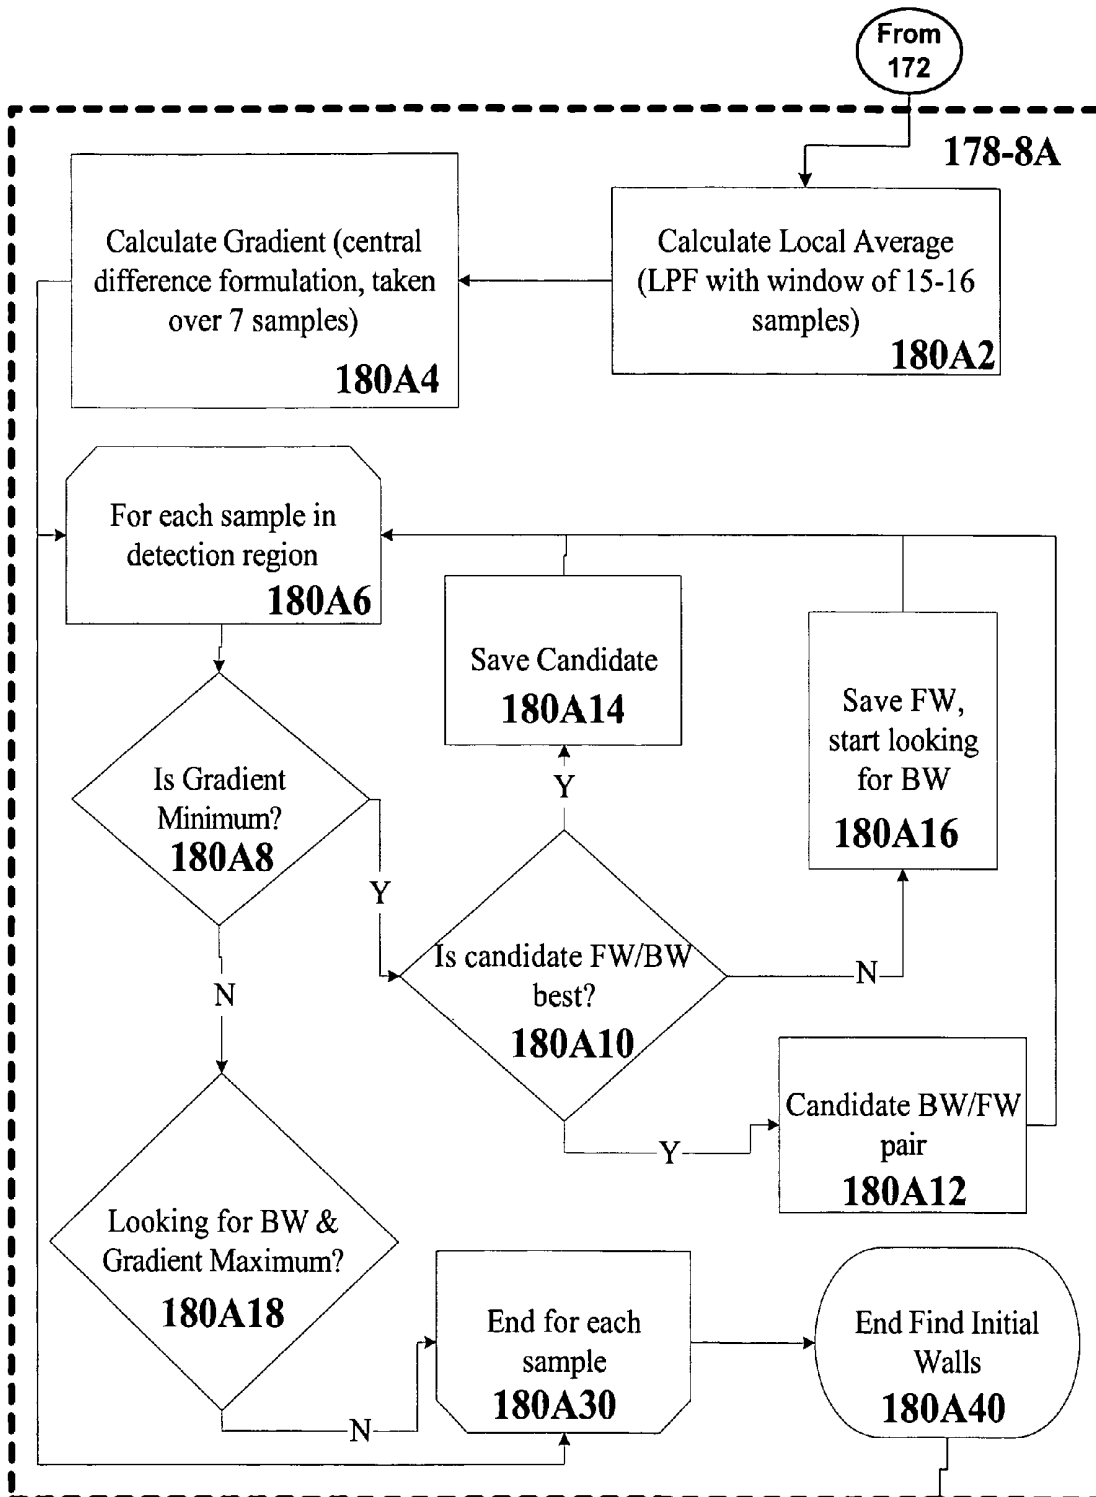 From
172
178-8A
Calculate Local Average
(LPF with window of 15-16
samples)
180A2
Calculate Gradient (central
difference formulation, taken
over 7 samples)
180A4
For each sample in
detection region
180A6
Is Gradient
Minimum?
180A8
Y
N
Is candidate FW/BW
best?
180A10
Y
Save Candidate
180A14
N
Save FW,
start looking
for BW
180A16
Y
Candidate BW/FW
pair
180A12
Looking for BW &
Gradient Maximum?
180A18
N
End for each
sample
180A30
End Find Initial
Walls
180A40